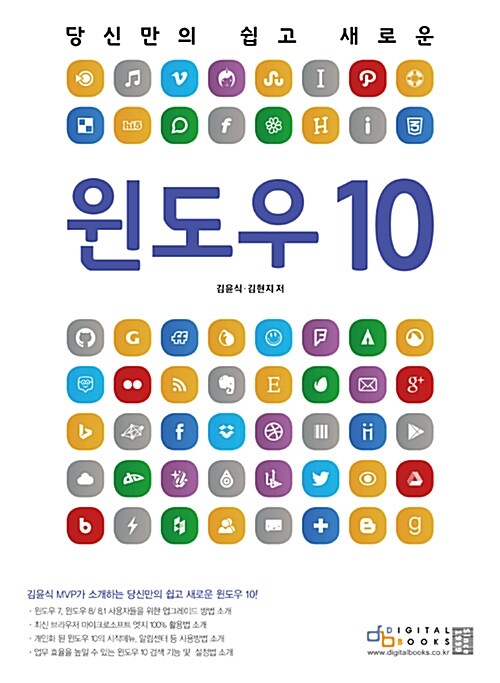 당신만의 쉽고 새로운
윈도우 10
김윤식·김현지 저
김윤식 MVP가 소개하는 당신만의 쉽고 새로운 윈도우 10!
· 윈도우 7, 윈도우 8/ 8.1 사용자들을 위한 업그레이드 방법 소개
· 최신 브라우저 마이크로소프트 엣지 100% 활용법 소개
· 개인화 된 윈도우 10의 시작메뉴, 알림센터 등 사용방법 소개
· 업무 효율을 높일 수 있는 윈도우 10 검색 기능 및 설정법 소개
DIGITAL
BOOKS
www.digitalbooks.co.kr